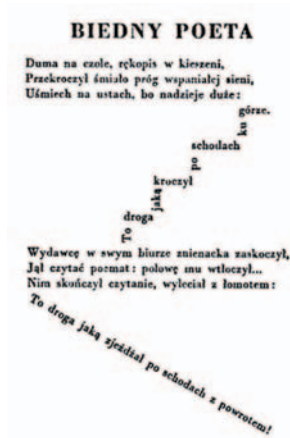 BIEDNY POETA
Duma na czole, rękopis w kieszeni,
Przekroczył śmiało próg wspaniałej sieni,
Uśmiech na ustach, bo nadzieje duże:
To droga jaką kroczył po schodach ku górze.
Wydawcę w swym biurze znienacka zaskoczył,
Jął czytać poemat: połowę mu wtłoczył...
Nim skończył czytanie, wyleciał z łomotem:
To droga jaką zjeżdżał po schodach z powrotem!